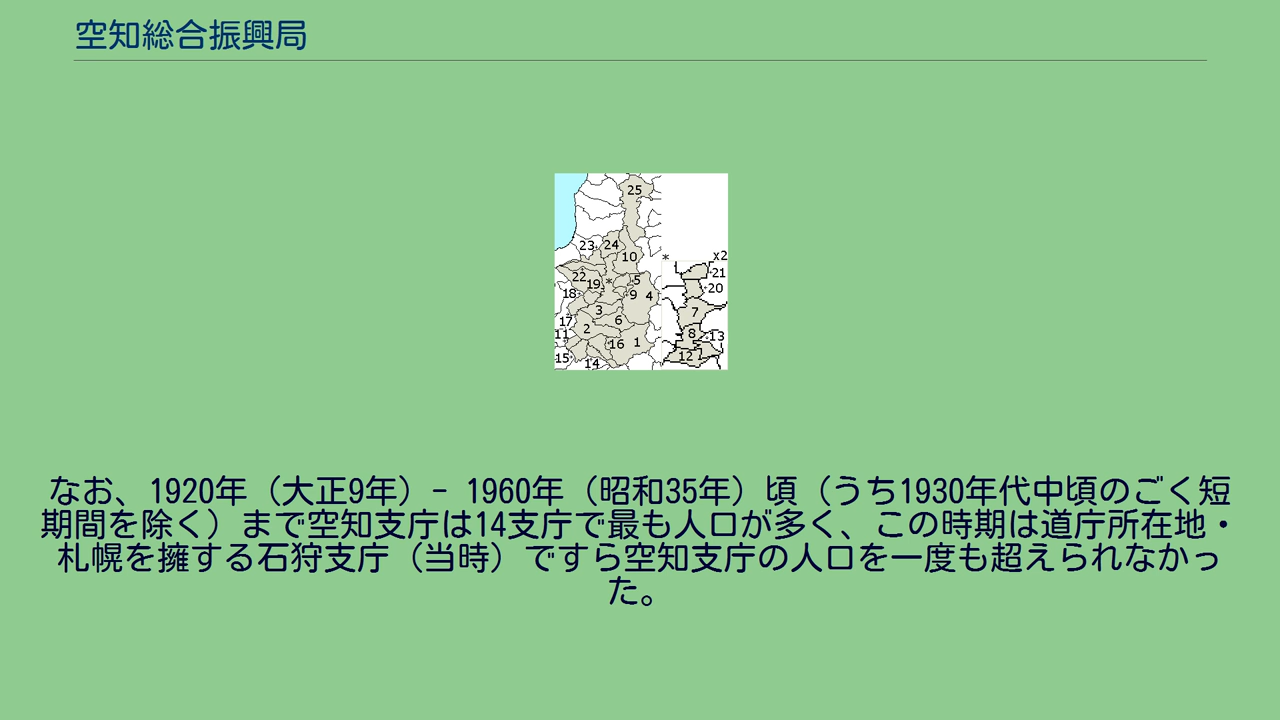 空知総合振興局
25
23 24
10
* x2
22 19 * 5 21
18 9 4 20
3 7
17 6
11 2 8 13
16 1
15 14 12
なお、1920年（大正9年）- 1960年（昭和35年）頃（うち1930年代中頃のごく短
期間を除く）まで空知支庁は14支庁で最も人口が多く、この時期は道庁所在地・
札幌を擁する石狩支庁（当時）ですら空知支庁の人口を一度も超えられなかっ
た。